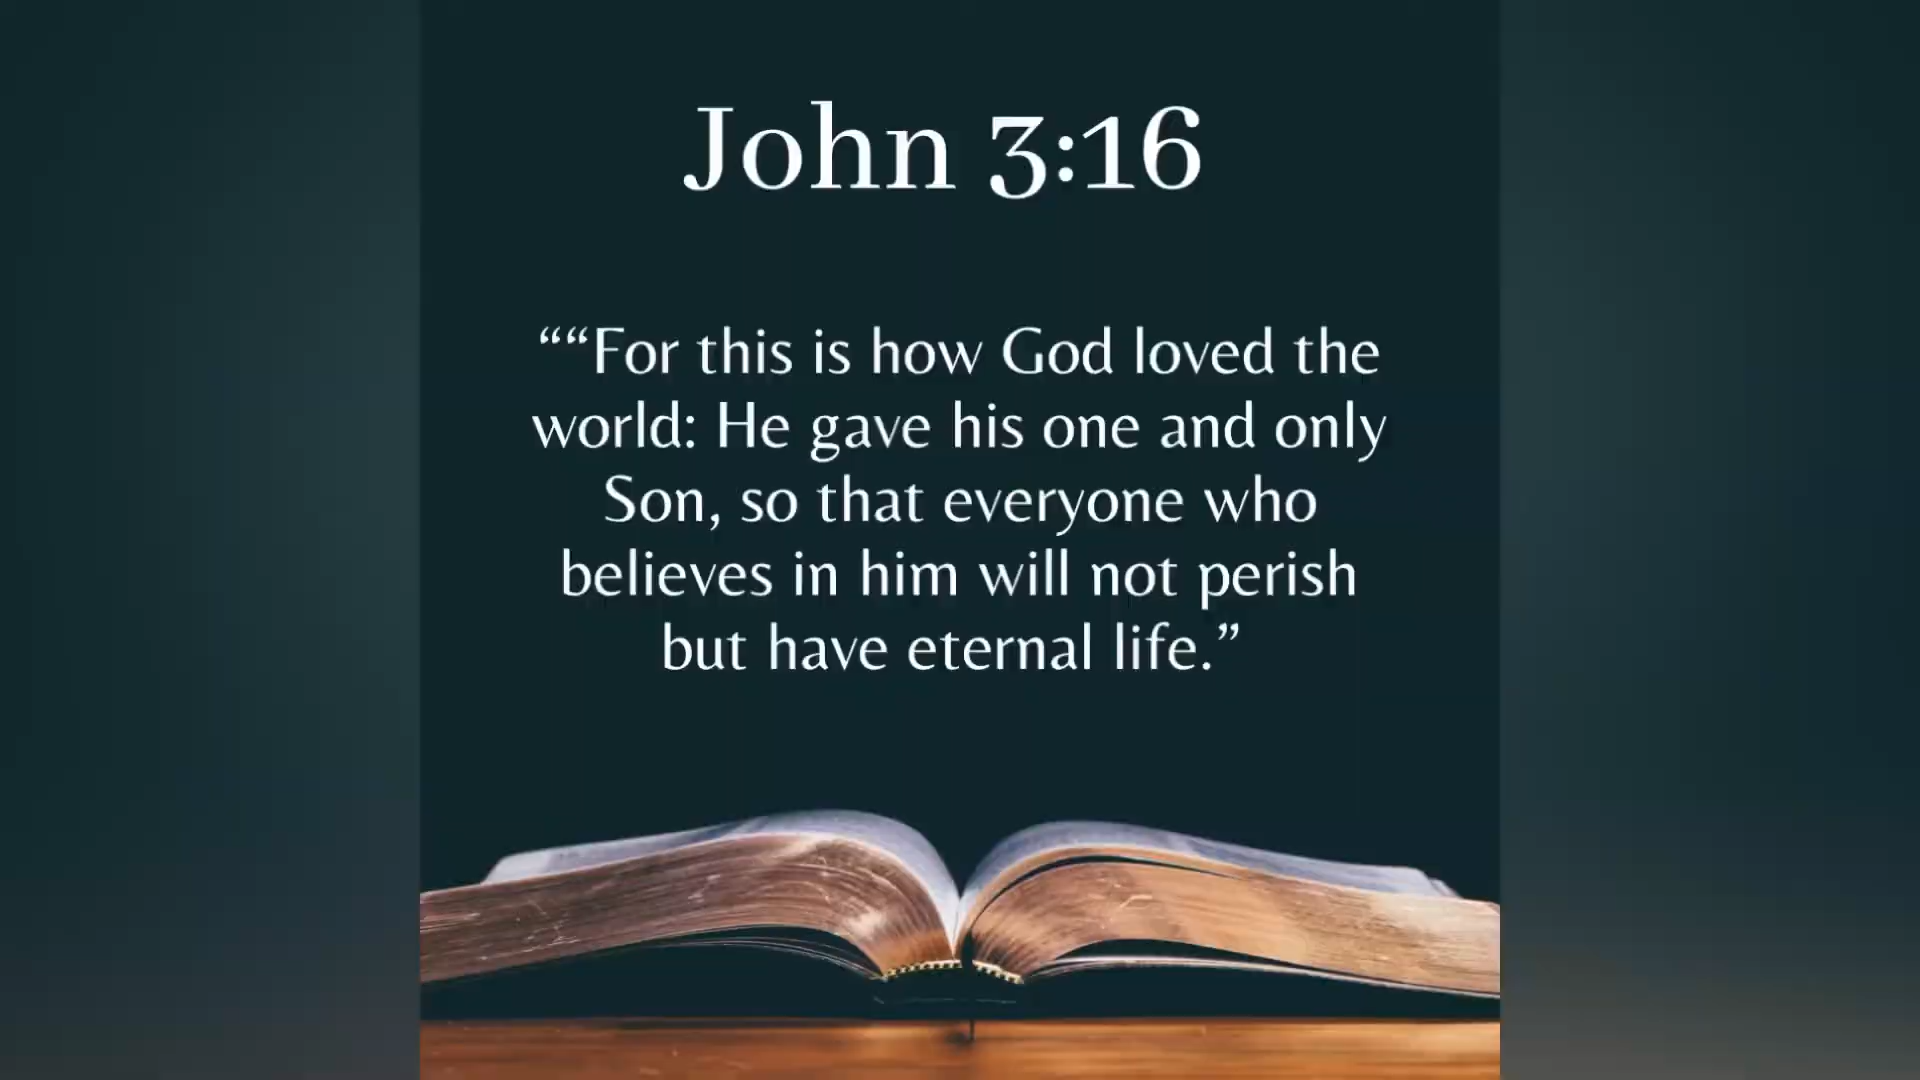 John 3:16
““For this is how God loved the
world: He gave his one and only
Son, so that everyone who
believes in him will not perish
but have eternal life.”